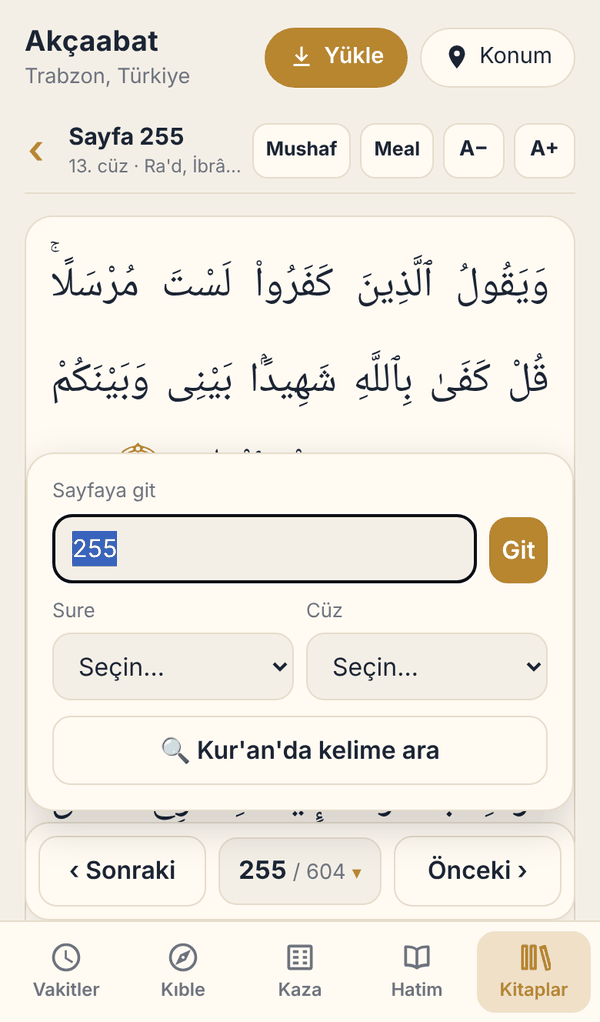 Akçaabat
Trabzon, Türkiye
Yükle
Konum
‹
Sayfa 255
13. cüz · Ra'd, İbrâ...
Mushaf
Meal
A−
A+
وَيَقُولُ ٱلَّذِينَ كَفَرُوا۟ لَسْتَ مُرْسَلًا ۚ
قُلْ كَفَىٰ بِٱللَّهِ شَهِيدًۢا بَيْنِى وَبَيْنَكُمْ
Sayfaya git
255
Git
Sure
Cüz
Seçin...
Seçin...
🔍 Kur'an'da kelime ara
‹ Sonraki
255 / 604 ▾
Önceki ›
Vakitler
Kıble
Kaza
Hatim
Kitaplar